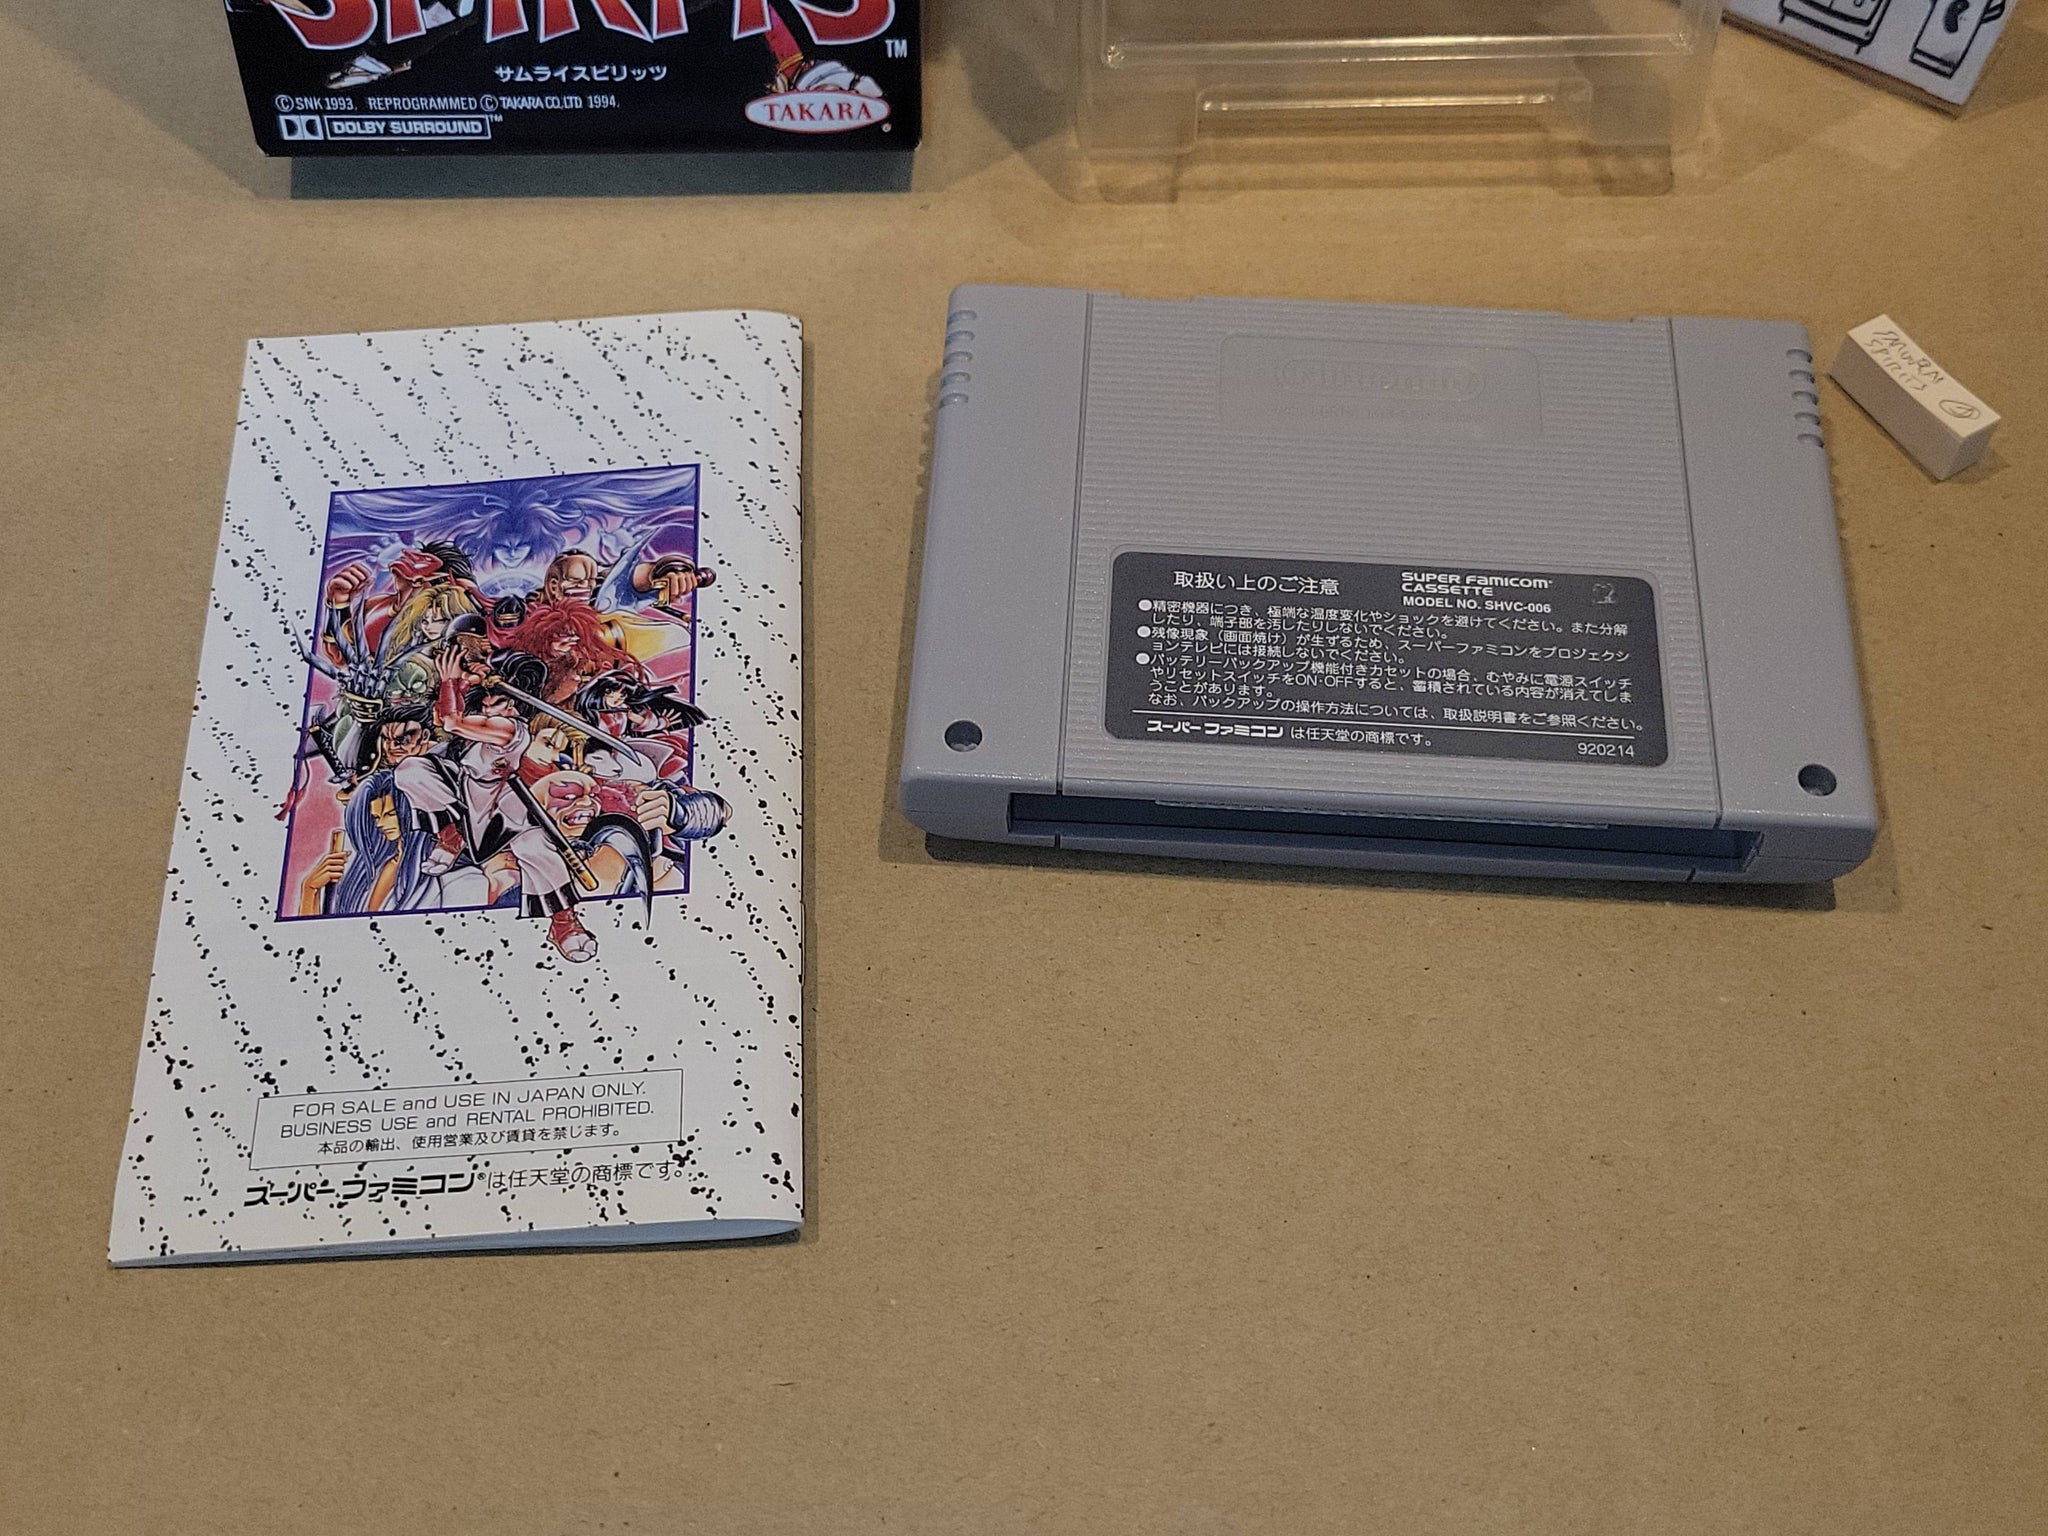 SPIRITS
TM
サムライスピリッツ
©SNK 1993. REPROGRAMMED © TAKARA CO.LTD 1994.
DOLBY SURROUND TM
TAKARA
FOR SALE and USE IN JAPAN ONLY.
BUSINESS USE and RENTAL PROHIBITED.
本品の輸出、使用営業及び賃貸を禁じます。
スーパーファミコン®は任天堂の商標です。
Nintendo
取扱い上のご注意
SUPER FAMICOM
CASSETTE
MODEL NO. SHVC-006
●精密機器につき、極端な温度変化やショックを避けてください。また分解
したり、端子部を汚したりしないでください。
●残像現象（画面焼け）が生ずるため、スーパーファミコンをプロジェクシ
ョンテレビには接続しないでください。
●バッテリーバックアップ機能付きカセットの場合、むやみに電源スイッチ
やリセットスイッチをON・OFFすると、蓄積されている内容が消えてしま
うことがあります。
なお、バックアップの操作方法については、取扱説明書をご参照ください。
スーパーファミコン は任天堂の商標です。
920214
SPIRITS